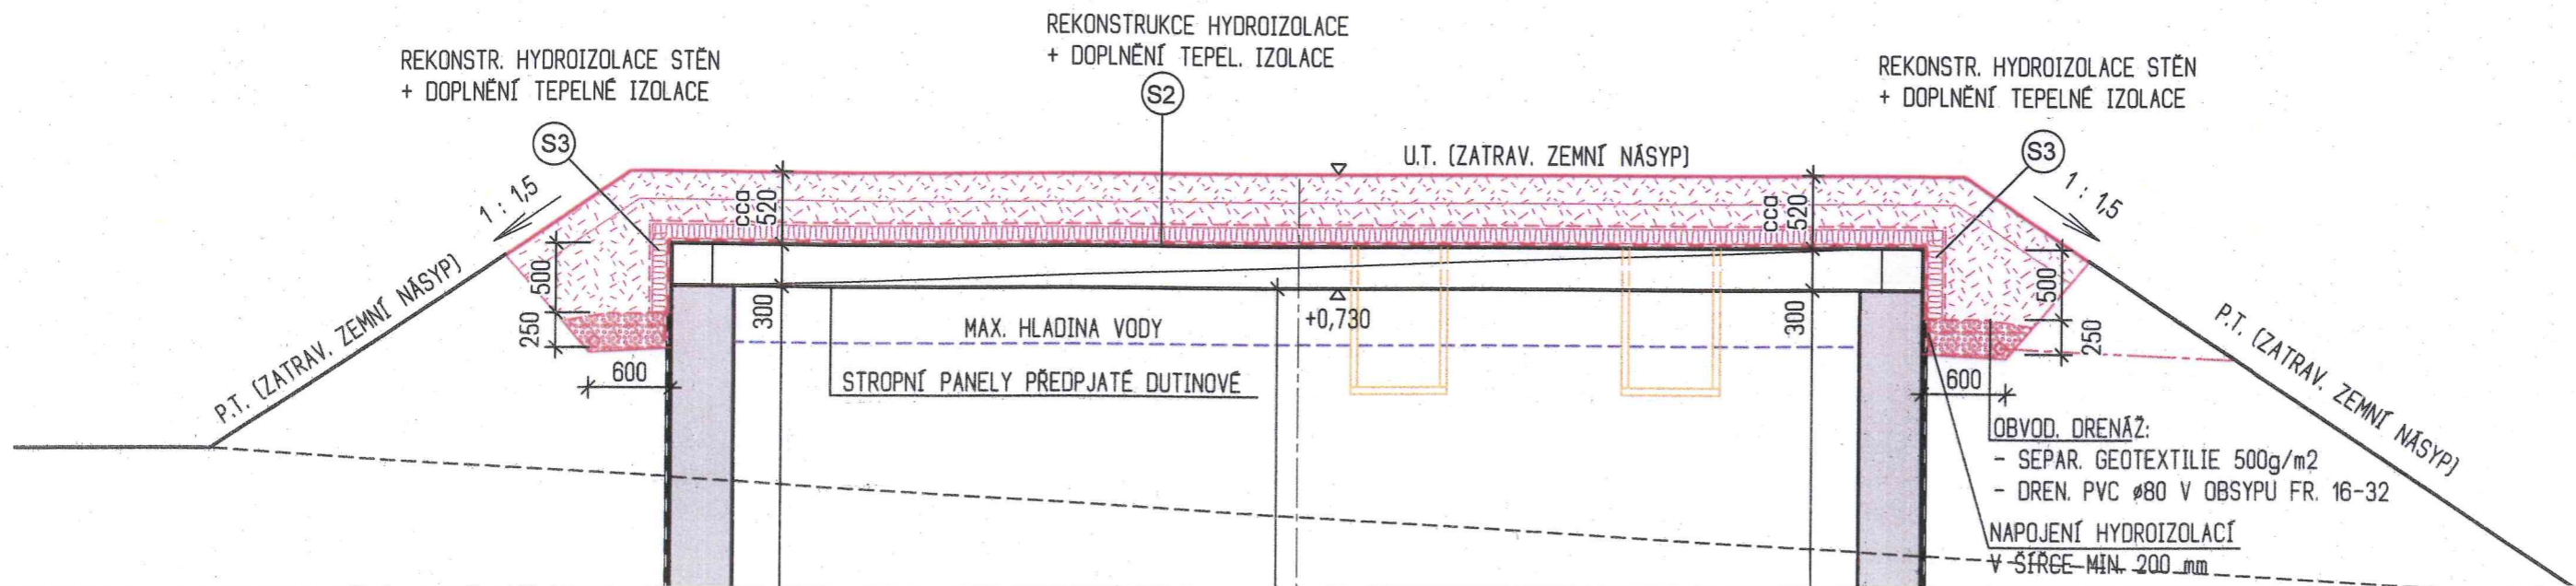 REKONSTRUKCE HYDROIZOLACE
+ DOPLNĚNÍ TEPEL. IZOLACE
S2
REKONSTR. HYDROIZOLACE STĚN
+ DOPLNĚNÍ TEPELNÉ IZOLACE
S3
REKONSTR. HYDROIZOLACE STĚN
+ DOPLNĚNÍ TEPELNÉ IZOLACE
S3
U.T. (ZATRAV. ZEMNÍ NÁSYP)
1 : 1,5
1 : 1,5
cca
520
cca
520
500
250
600
300
P.T. (ZATRAV. ZEMNÍ NÁSYP)
MAX. HLADINA VODY
+0,730
STROPNÍ PANELY PŘEDPJATÉ DUTINOVÉ
300
500
250
600
P.T. (ZATRAV. ZEMNÍ NÁSYP)
OBVOD. DRENÁŽ:
- SEPAR. GEOTEXTILIE 500g/m2
- DREN. PVC ø80 V OBSYPU FR. 16-32
NAPOJENÍ HYDROIZOLACÍ
V ŠÍŘCE MIN. 200 mm